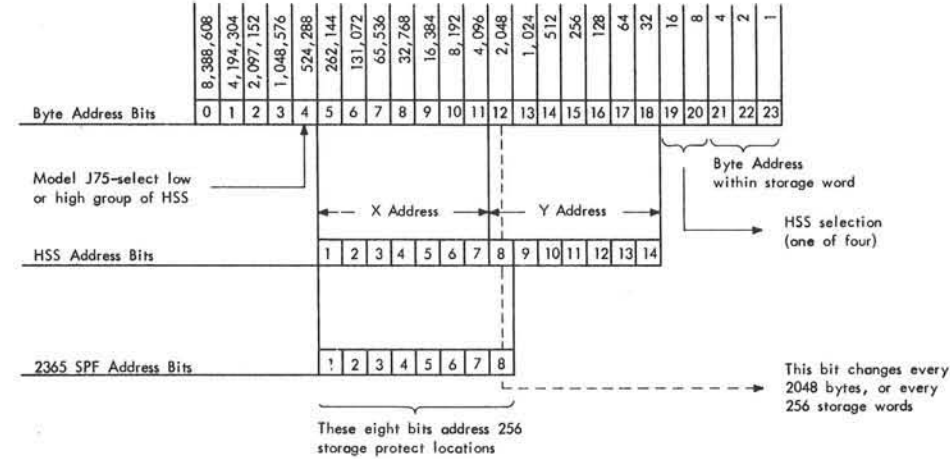 8,388,608 4,194,304 2,097,152 1,048,576 524,288 262,144 131,072 65,536 32,768 16,384 8,192 4,096 2,048 1,024 512 256 128 64 32 16 8 4 2 1
Byte Address Bits 0 1 2 3 4 5 6 7 8 9 10 11 12 13 14 15 16 17 18 19 20 21 22 23
Model J75-select low
or high group of HSS
Byte Address
within storage word
X Address Y Address
HSS selection
(one of four)
HSS Address Bits 1 2 3 4 5 6 7 8 9 10 11 12 13 14
2365 SPF Address Bits 1 2 3 4 5 6 7 8
This bit changes every
2048 bytes, or every
256 storage words
These eight bits address 256
storage protect locations